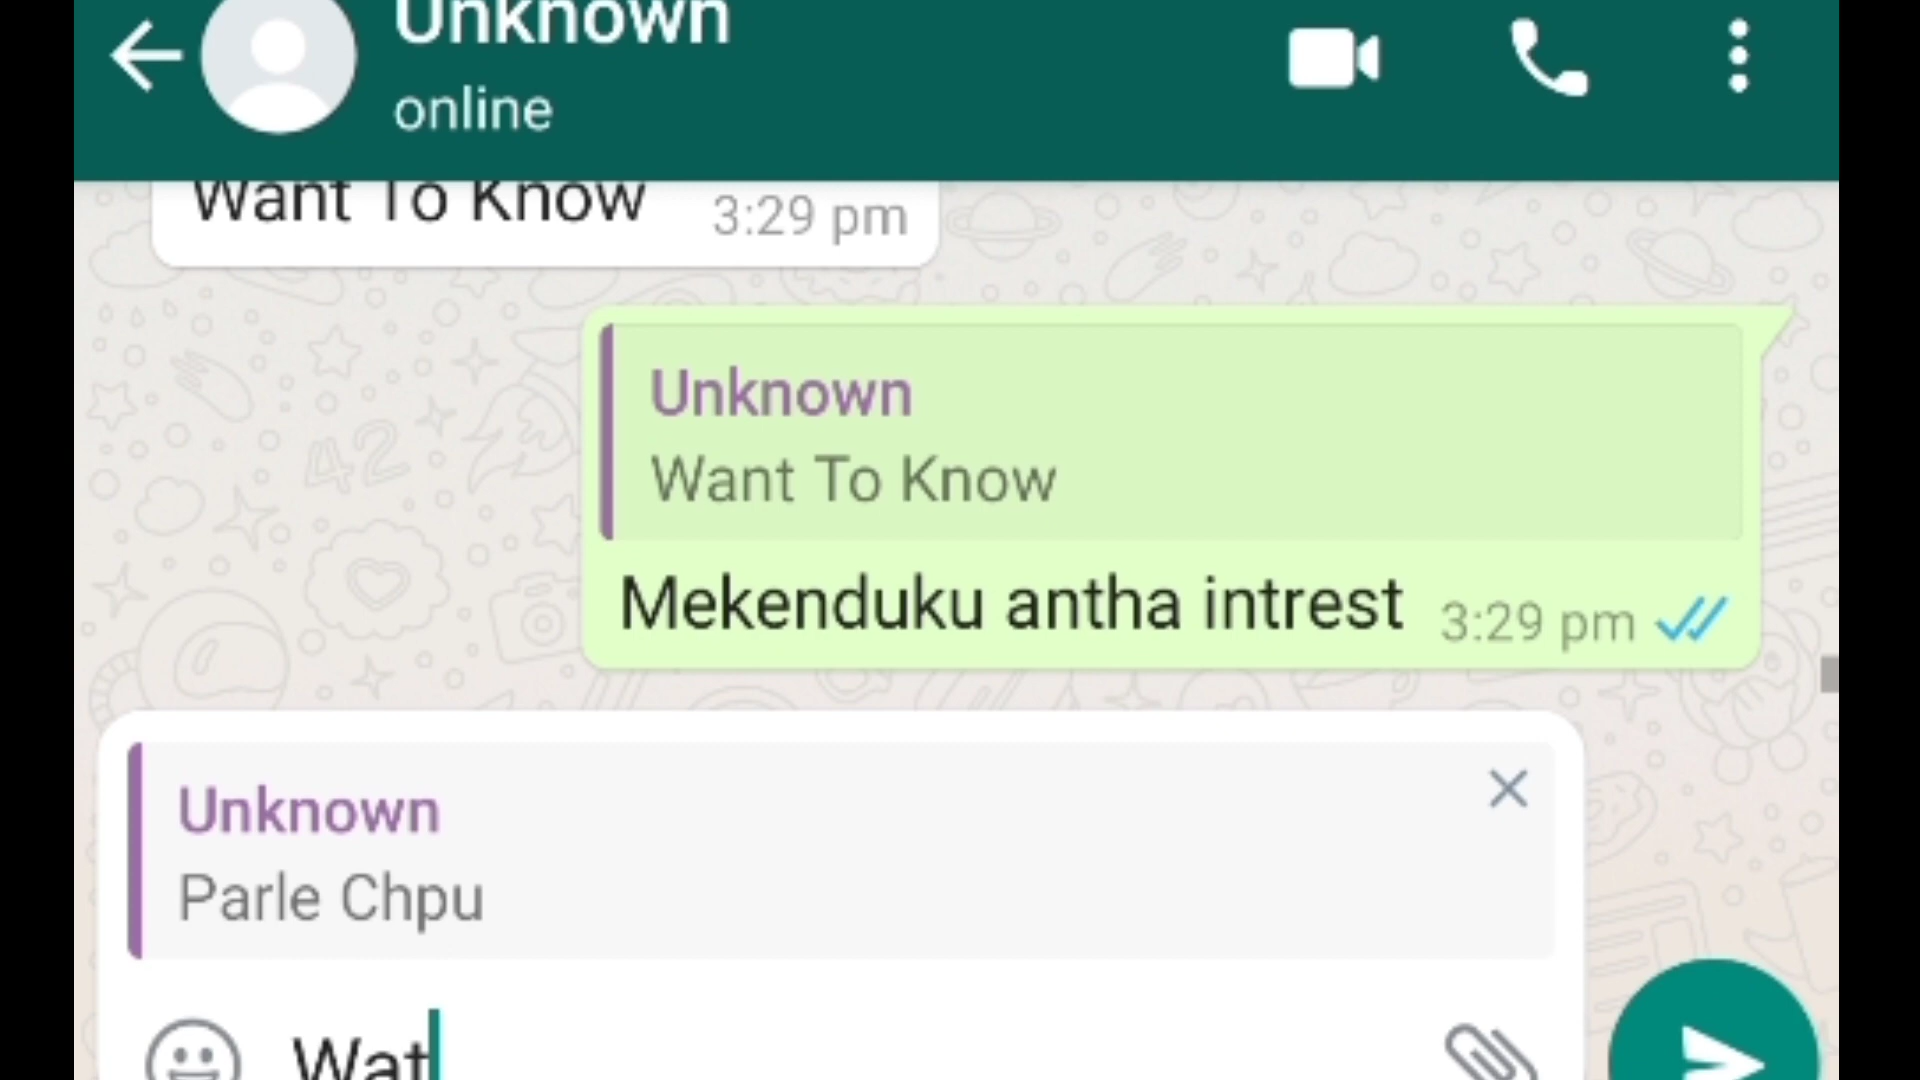 Unknown
online
Want To Know 3:29 pm
Unknown
Want To Know
Mekenduku antha intrest 3:29 pm
Unknown
Parle Chpu
Wat